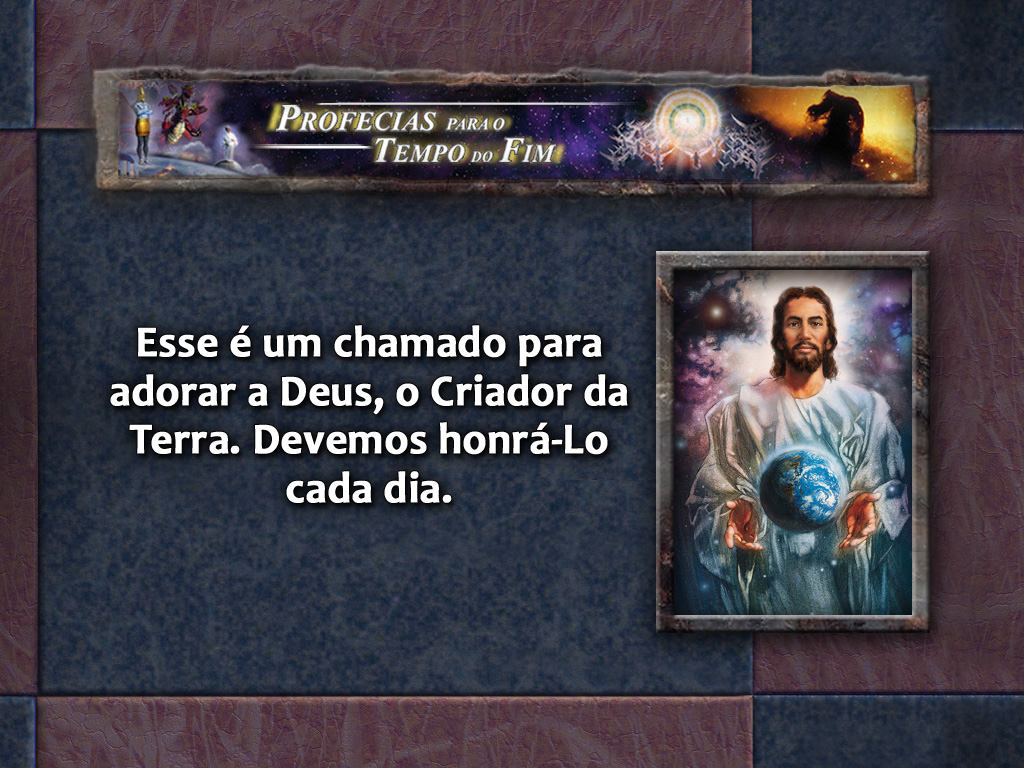 PROFECIAS PARA O
TEMPO DO FIM
Esse é um chamado para
adorar a Deus, o Criador da
Terra. Devemos honrá-Lo
cada dia.